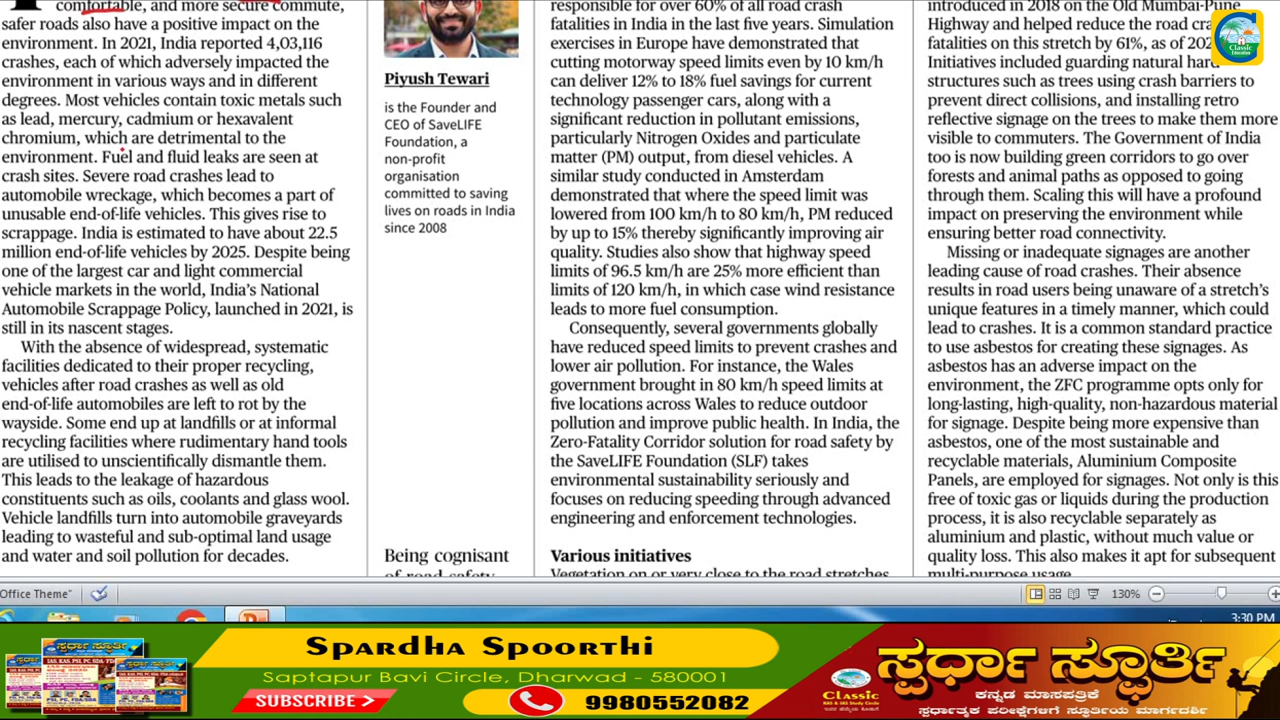 comfortable, and more secure commute,
safer roads also have a positive impact on the
environment. In 2021, India reported 4,03,116
crashes, each of which adversely impacted the
environment in various ways and in different
degrees. Most vehicles contain toxic metals such
as lead, mercury, cadmium or hexavalent
chromium, which are detrimental to the
environment. Fuel and fluid leaks are seen at
crash sites. Severe road crashes lead to
automobile wreckage, which becomes a part of
unusable end-of-life vehicles. This gives rise to
scrappage. India is estimated to have about 22.5
million end-of-life vehicles by 2025. Despite being
one of the largest car and light commercial
vehicle markets in the world, India's National
Automobile Scrappage Policy, launched in 2021, is
still in its nascent stages.
With the absence of widespread, systematic
facilities dedicated to their proper recycling,
vehicles after road crashes as well as old
end-of-life automobiles are left to rot by the
wayside. Some end up at landfills or at informal
recycling facilities where rudimentary hand tools
are utilised to unscientifically dismantle them.
This leads to the leakage of hazardous
constituents such as oils, coolants and glass wool.
Vehicle landfills turn into automobile graveyards
leading to wasteful and sub-optimal land usage
and water and soil pollution for decades.
Piyush Tewari
is the Founder and
CEO of SaveLIFE
Foundation, a
non-profit
organisation
committed to saving
lives on roads in India
since 2008
Being cognisant
of road safety
responsible for over 60% of all road crash
fatalities in India in the last five years. Simulation
exercises in Europe have demonstrated that
cutting motorway speed limits even by 10 km/h
can deliver 12% to 18% fuel savings for current
technology passenger cars, along with a
significant reduction in pollutant emissions,
particularly Nitrogen Oxides and particulate
matter (PM) output, from diesel vehicles. A
similar study conducted in Amsterdam
demonstrated that where the speed limit was
lowered from 100 km/h to 80 km/h, PM reduced
by up to 15% thereby significantly improving air
quality. Studies also show that highway speed
limits of 96.5 km/h are 25% more efficient than
limits of 120 km/h, in which case wind resistance
leads to more fuel consumption.
Consequently, several governments globally
have reduced speed limits to prevent crashes and
lower air pollution. For instance, the Wales
government brought in 80 km/h speed limits at
five locations across Wales to reduce outdoor
pollution and improve public health. In India, the
Zero-Fatality Corridor solution for road safety by
the SaveLIFE Foundation (SLF) takes
environmental sustainability seriously and
focuses on reducing speeding through advanced
engineering and enforcement technologies.
Various initiatives
Vegetation on or very close to the road stretches
introduced in 2018 on the Old Mumbai-Pune
Highway and helped reduce the road
fatalities on this stretch by 61%, as of
Initiatives included guarding natural hard
structures such as trees using crash barriers to
prevent direct collisions, and installing retro
reflective signage on the trees to make them more
visible to commuters. The Government of India
too is now building green corridors to go over
forests and animal paths as opposed to going
through them. Scaling this will have a profound
impact on preserving the environment while
ensuring better road connectivity.
Missing or inadequate signages are another
leading cause of road crashes. Their absence
results in road users being unaware of a stretch's
unique features in a timely manner, which could
lead to crashes. It is a common standard practice
to use asbestos for creating these signages. As
asbestos has an adverse impact on the
environment, the ZFC programme opts only for
long-lasting, high-quality, non-hazardous material
for signage. Despite being more expensive than
asbestos, one of the most sustainable and
recyclable materials, Aluminium Composite
Panels, are employed for signages. Not only is this
free of toxic gas or liquids during the production
process, it is also recyclable separately as
aluminium and plastic, without much value or
quality loss. This also makes it apt for subsequent
multi-purpose usage.
Classic
Office Theme"
130%
3:30 PM
Spardha Spoorthi
Saptapur Bavi Circle, Dharwad - 580001
SUBSCRIBE >
9980552082
Classic
ಸ್ಪರ್ಧಾ ಸ್ಫೂರ್ತಿ
ಕನ್ನಡ ಮಾಸಪತ್ರಿಕೆ
ಸ್ಪರ್ಧಾತ್ಮಕ ಪರೀಕ್ಷೆಗಳಿಗೆ ಸ್ಫೂರ್ತಿಯ ಮಾರ್ಗದರ್ಶಿ